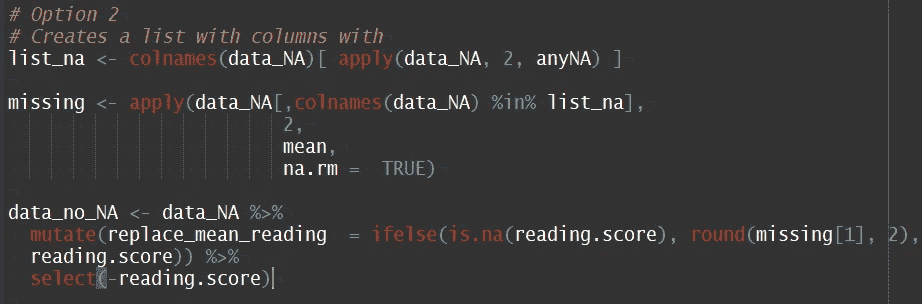 # Option 2
# Creates a list with columns with
list_na <- colnames(data_NA)[ apply(data_NA, 2, anyNA) ]
missing <- apply(data_NA[,colnames(data_NA) %in% list_na],
2,
mean,
na.rm = TRUE)
data_no_NA <- data_NA %>%
mutate(replace_mean_reading = ifelse(is.na(reading.score), round(missing[1], 2),
reading.score)) %>%
select(-reading.score)